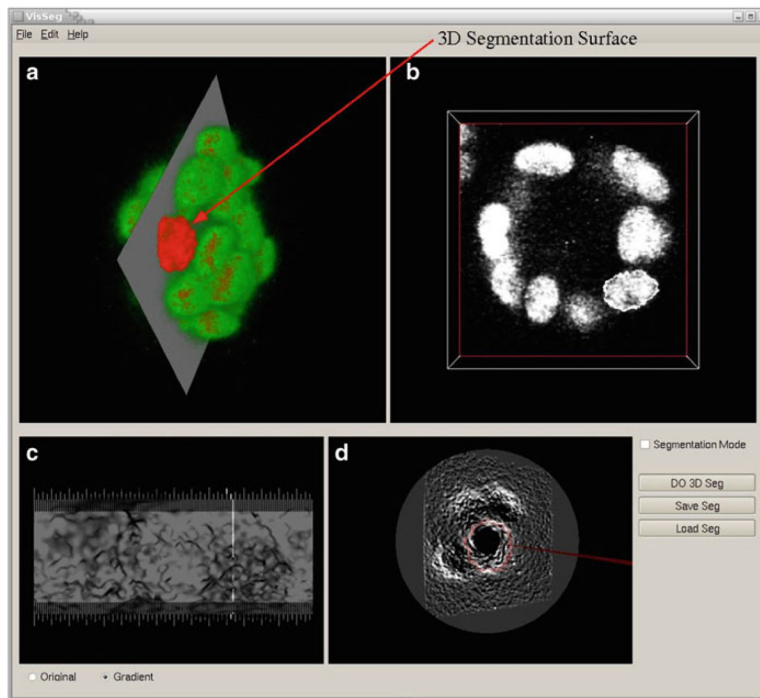 VisSeg
File Edit Help
3D Segmentation Surface
a
b
c
d
Segmentation Mode
DO 3D Seg
Save Seg
Load Seg
Original
Gradient